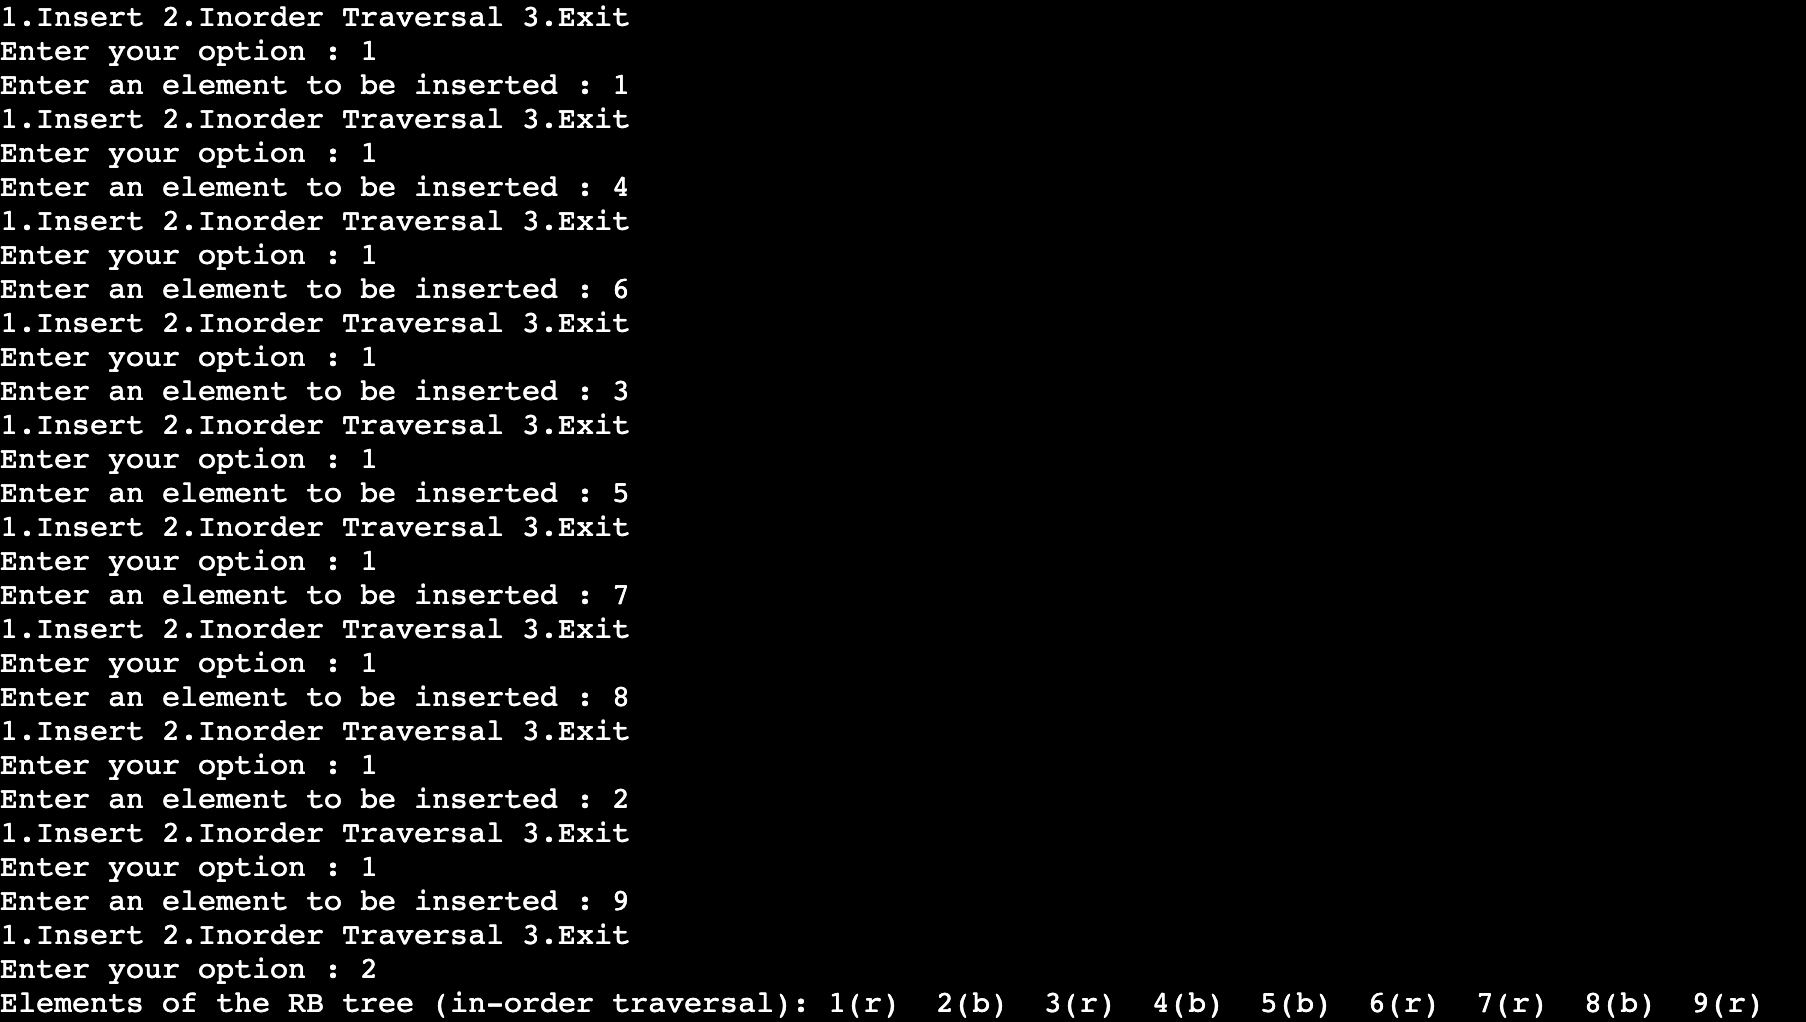 1.Insert 2.Inorder Traversal 3.Exit
Enter your option : 1
Enter an element to be inserted : 1
1.Insert 2.Inorder Traversal 3.Exit
Enter your option : 1
Enter an element to be inserted : 4
1.Insert 2.Inorder Traversal 3.Exit
Enter your option : 1
Enter an element to be inserted : 6
1.Insert 2.Inorder Traversal 3.Exit
Enter your option : 1
Enter an element to be inserted : 3
1.Insert 2.Inorder Traversal 3.Exit
Enter your option : 1
Enter an element to be inserted : 5
1.Insert 2.Inorder Traversal 3.Exit
Enter your option : 1
Enter an element to be inserted : 7
1.Insert 2.Inorder Traversal 3.Exit
Enter your option : 1
Enter an element to be inserted : 8
1.Insert 2.Inorder Traversal 3.Exit
Enter your option : 1
Enter an element to be inserted : 2
1.Insert 2.Inorder Traversal 3.Exit
Enter your option : 1
Enter an element to be inserted : 9
1.Insert 2.Inorder Traversal 3.Exit
Enter your option : 2
Elements of the RB tree (in-order traversal): 1(r)  2(b)  3(r)  4(b)  5(b)  6(r)  7(r)  8(b)  9(r)